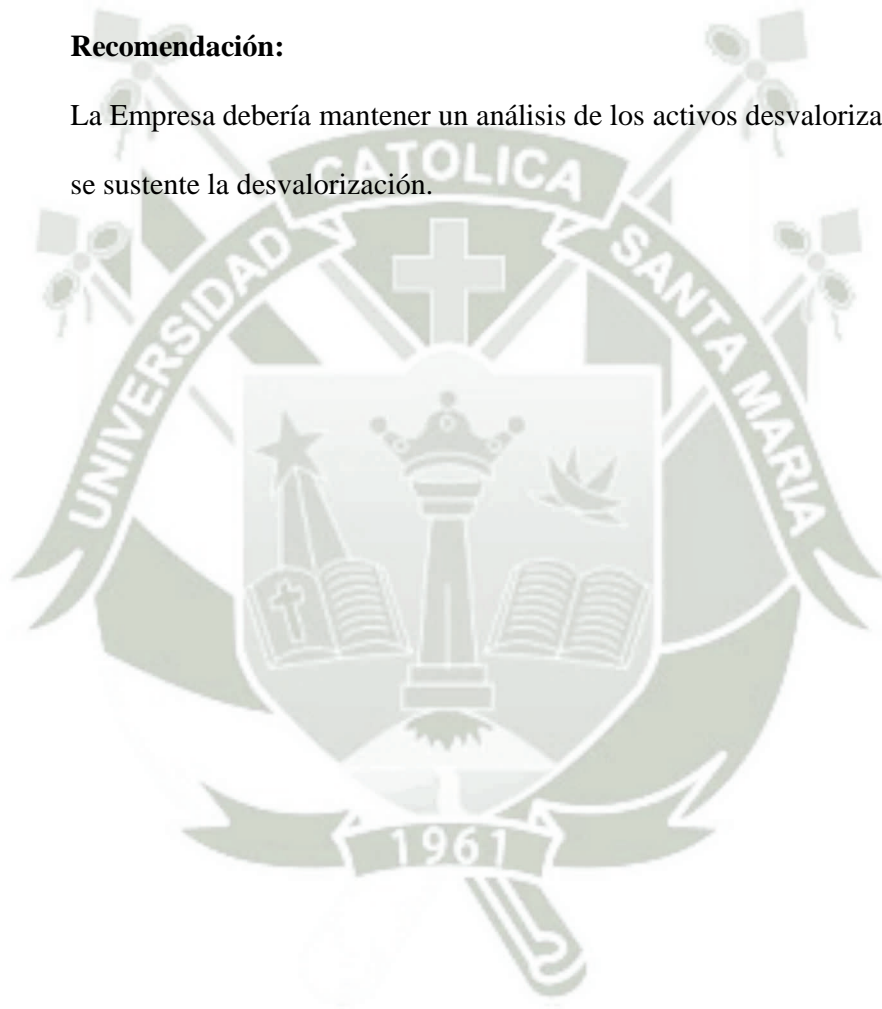 Recomendación:
La Empresa debería mantener un análisis de los activos desvaloriza
se sustente la desvalorización.
UNIVERSIDAD CATOLICA SANTA MARIA
1961